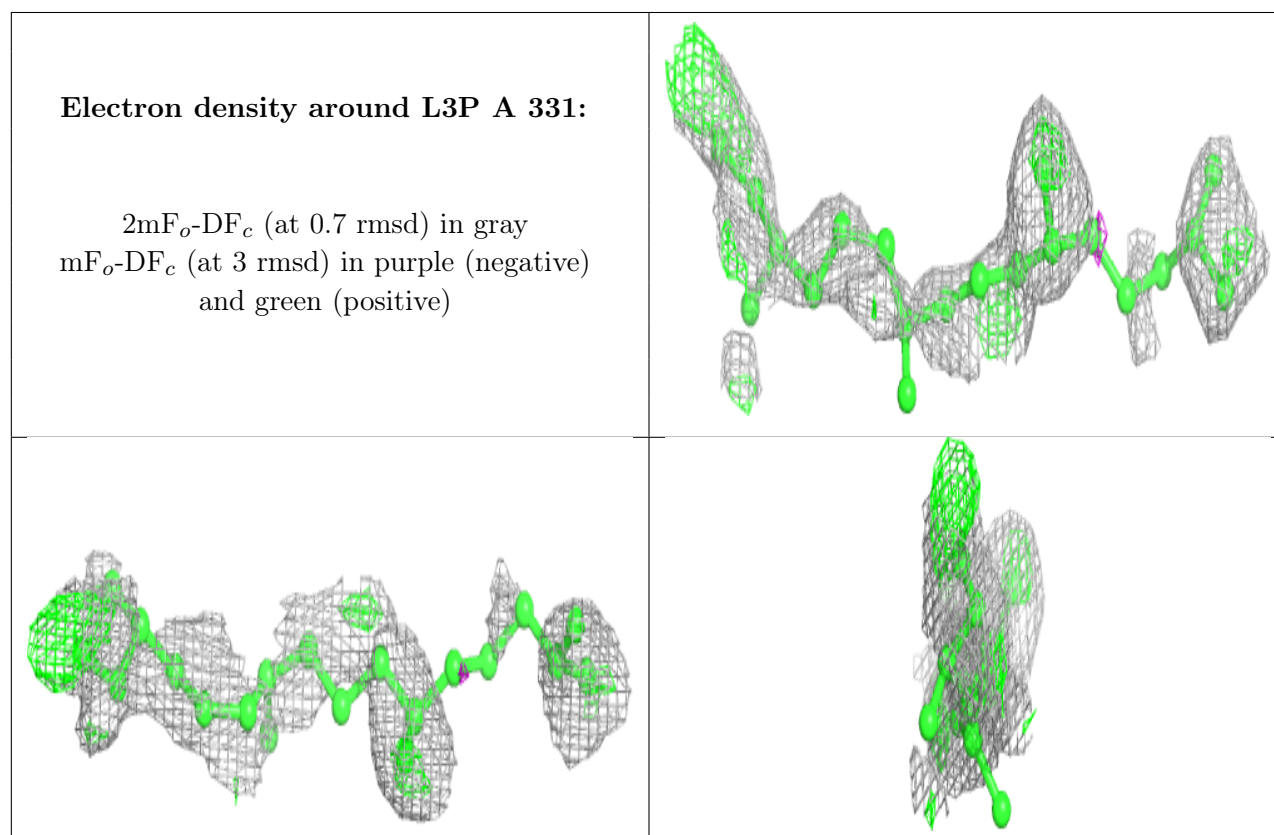 Electron density around L3P A 331:
2mFo-DFc (at 0.7 rmsd) in gray
mFo-DFc (at 3 rmsd) in purple (negative)
and green (positive)